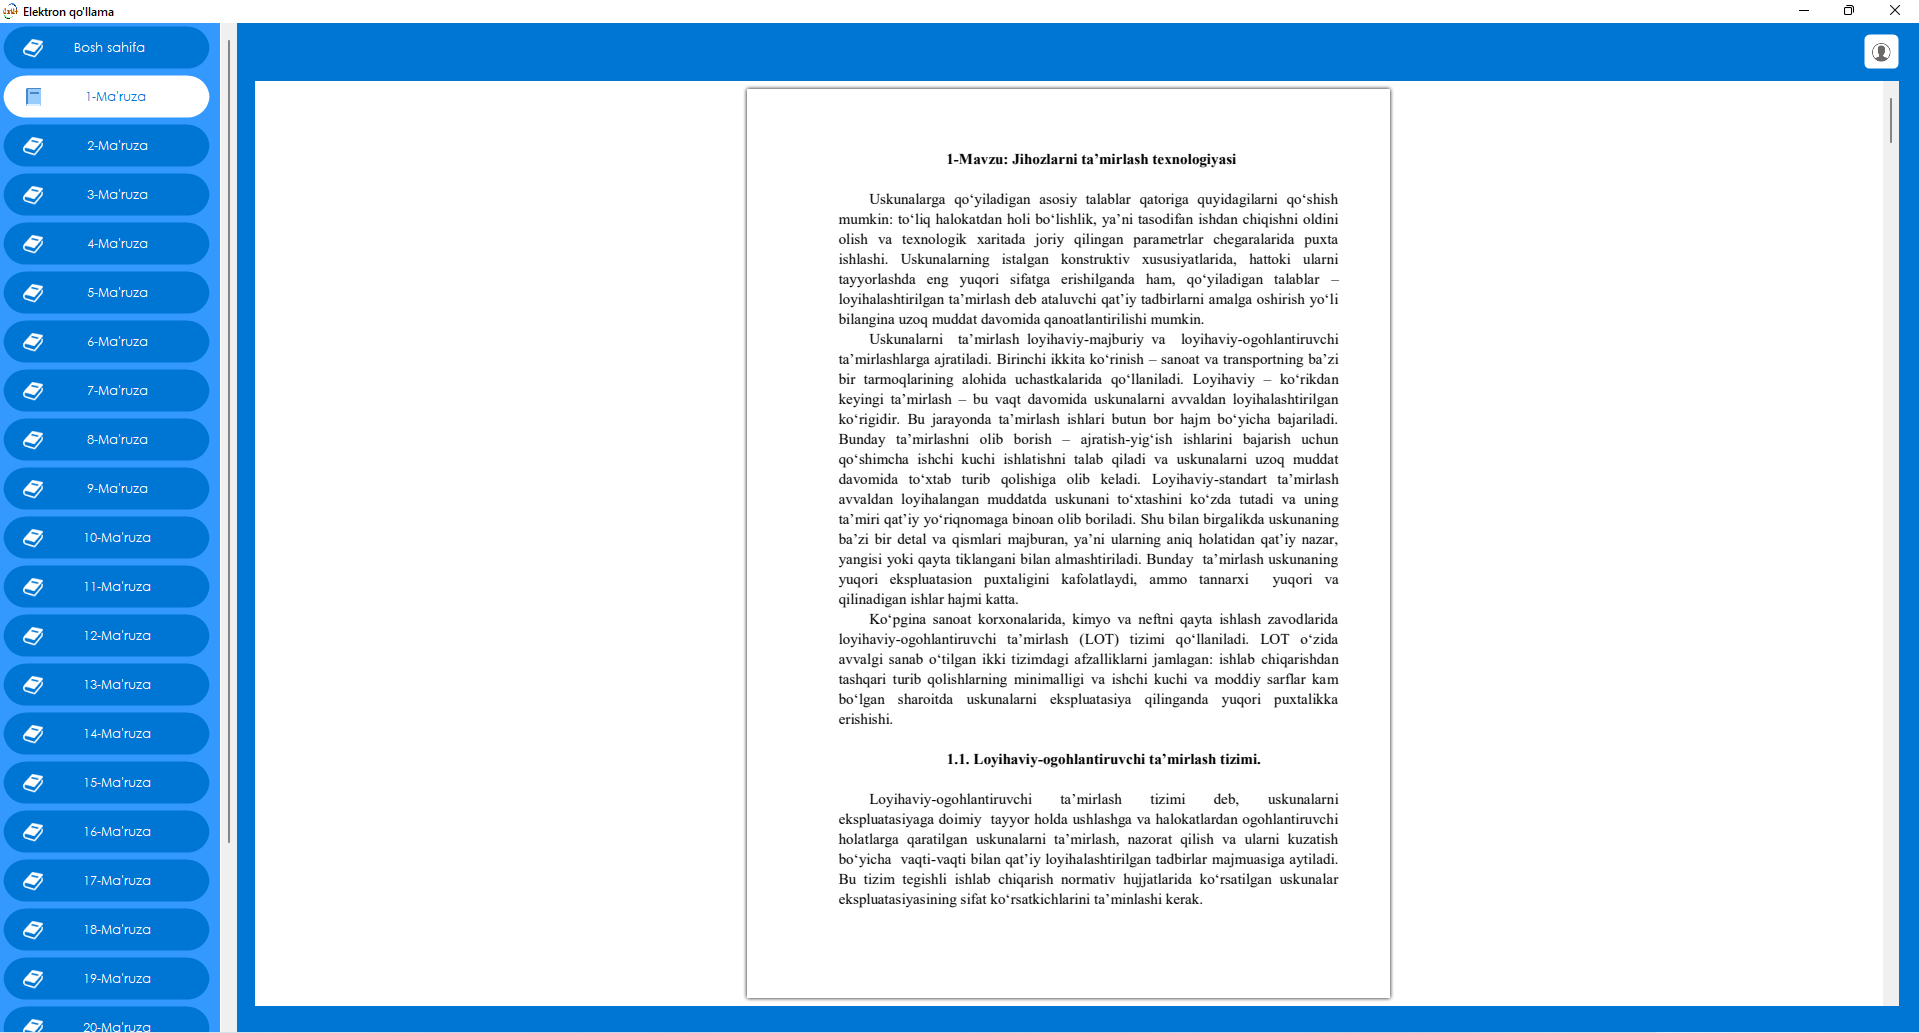 Elektron qo'llama
Bosh sahifa
1-Ma'ruza
2-Ma'ruza
3-Ma'ruza
4-Ma'ruza
5-Ma'ruza
6-Ma'ruza
7-Ma'ruza
8-Ma'ruza
9-Ma'ruza
10-Ma'ruza
11-Ma'ruza
12-Ma'ruza
13-Ma'ruza
14-Ma'ruza
15-Ma'ruza
16-Ma'ruza
17-Ma'ruza
18-Ma'ruza
19-Ma'ruza
20-Ma'ruza
1-Mavzu: Jihozlarni ta’mirlash texnologiyasi
Uskunalarga qo‘yiladigan asosiy talablar qatoriga quyidagilarni qo‘shish
mumkin: to‘liq halokatdan holi bo‘lishlik, ya’ni tasodifan ishdan chiqishni oldini
olish va texnologik xaritada joriy qilingan parametrlar chegaralarida puxta
ishlashi. Uskunalarning istalgan konstruktiv xususiyatlarida, hattoki ularni
tayyorlashda eng yuqori sifatga erishilganda ham, qo‘yiladigan talablar –
loyihalashtirilgan ta’mirlash deb ataluvchi qat’iy tadbirlarni amalga oshirish yo‘li
bilangina uzoq muddat davomida qanoatlantirilishi mumkin.
Uskunalarni ta’mirlash loyihaviy-majburiy va loyihaviy-ogohlantiruvchi
ta’mirlashlarga ajratiladi. Birinchi ikkita ko‘rinish – sanoat va transportning ba’zi
bir tarmoqlarining alohida uchastkalarida qo‘llaniladi. Loyihaviy – ko‘rikdan
keyingi ta’mirlash – bu vaqt davomida uskunalarni avvaldan loyihalashtirilgan
ko‘rigidir. Bu jarayonda ta’mirlash ishlari butun bor hajm bo‘yicha bajariladi.
Bunday ta’mirlashni olib borish – ajratish-yig‘ish ishlarini bajarish uchun
qo‘shimcha ishchi kuchi ishlatishni talab qiladi va uskunalarni uzoq muddat
davomida to‘xtab turib qolishiga olib keladi. Loyihaviy-standart ta’mirlash
avvaldan loyihalangan muddatda uskunani to‘xtashini ko‘zda tutadi va uning
ta’miri qat’iy yo‘riqnomaga binoan olib boriladi. Shu bilan birgalikda uskunaning
ba’zi bir detal va qismlari majburan, ya’ni ularning aniq holatidan qat’iy nazar,
yangisi yoki qayta tiklangani bilan almashtiriladi. Bunday ta’mirlash uskunaning
yuqori ekspluatasion puxtaligini kafolatlaydi, ammo tannarxi yuqori va
qilinadigan ishlar hajmi katta.
Ko‘pgina sanoat korxonalarida, kimyo va neftni qayta ishlash zavodlarida
loyihaviy-ogohlantiruvchi ta’mirlash (LOT) tizimi qo‘llaniladi. LOT o‘zida
avvalgi sanab o‘tilgan ikki tizimdagi afzalliklarni jamlagan: ishlab chiqarishdan
tashqari turib qolishlarning minimalligi va ishchi kuchi va moddiy sarflar kam
bo‘lgan sharoitda uskunalarni ekspluatasiya qilinganda yuqori puxtalikka
erishishi.
1.1. Loyihaviy-ogohlantiruvchi ta’mirlash tizimi.
Loyihaviy-ogohlantiruvchi ta’mirlash tizimi deb, uskunalarni
ekspluatasiyaga doimiy tayyor holda ushlashga va halokatlardan ogohlantiruvchi
holatlarga qaratilgan uskunalarni ta’mirlash, nazorat qilish va ularni kuzatish
bo‘yicha vaqti-vaqti bilan qat’iy loyihalashtirilgan tadbirlar majmuasiga aytiladi.
Bu tizim tegishli ishlab chiqarish normativ hujjatlarida ko‘rsatilgan uskunalar
ekspluatasiyasining sifat ko‘rsatkichlarini ta’minlashi kerak.